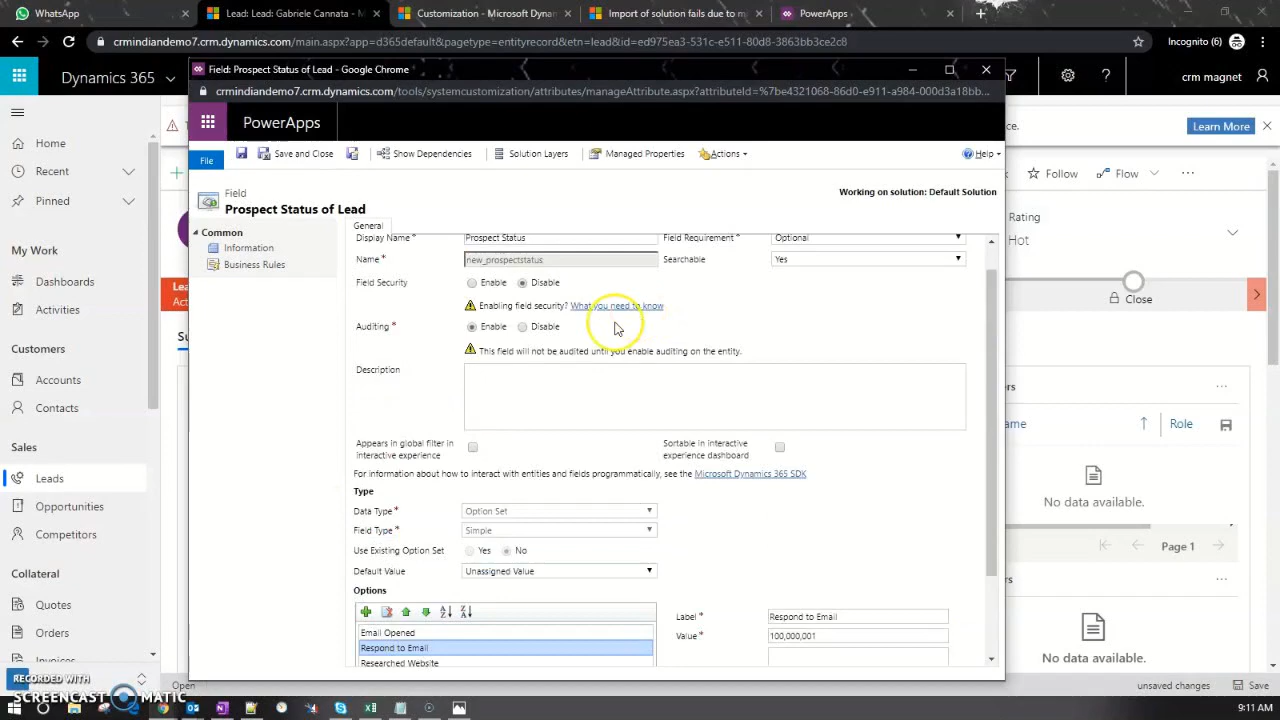 WhatsApp
Lead: Lead: Gabriele Cannata - M
Customization - Microsoft Dyna
Import of solution fails due to m
PowerApps
crmindiandemo7.crm.dynamics.com/main.aspx?app=d365default&pagetype=entityrecord&etn=lead&id=ed975ea3-531c-e511-80d8-3863bb3ce2c8
Incognito (6)
Dynamics 365
Field: Prospect Status of Lead - Google Chrome
crm magnet
crmindiandemo7.crm.dynamics.com/tools/systemcustomization/attributes/manageAttribute.aspx?attributeId=%7be4321068-86d0-e911-a984-000d3a18bb...
PowerApps
ce.
Learn More
File
Save and Close
Show Dependencies
Solution Layers
Managed Properties
Actions
Help
Follow
Flow
Field
Prospect Status of Lead
Working on solution: Default Solution
Common
Information
Business Rules
General
Display Name *
Prospect Status
Field Requirement *
Optional
Name *
new_prospectstatus
Searchable
Yes
Field Security
Enable
Disable
Enabling field security? What you need to know
Auditing *
Enable
Disable
This field will not be audited until you enable auditing on the entity.
Description
Appears in global filter in
interactive experience
Sortable in interactive
experience dashboard
For information about how to interact with entities and fields programmatically, see the Microsoft Dynamics 365 SDK
Type
Data Type *
Option Set
Field Type *
Simple
Use Existing Option Set
Yes
No
Default Value
Unassigned Value
Options
Email Opened
Respond to Email
Researched Website
Label *
Respond to Email
Value *
100,000,001
Home
Recent
Pinned
My Work
Dashboards
Activities
Customers
Accounts
Contacts
Sales
Leads
Opportunities
Competitors
Collateral
Quotes
Orders
Invoices
Lea
Act
Su
Rating
Hot
Close
rs
ame
Role
No data available.
Page 1
rs
No data available.
Open
unsaved changes
Save
RECORDED WITH
SCREENCAST
MATIC
9:11 AM